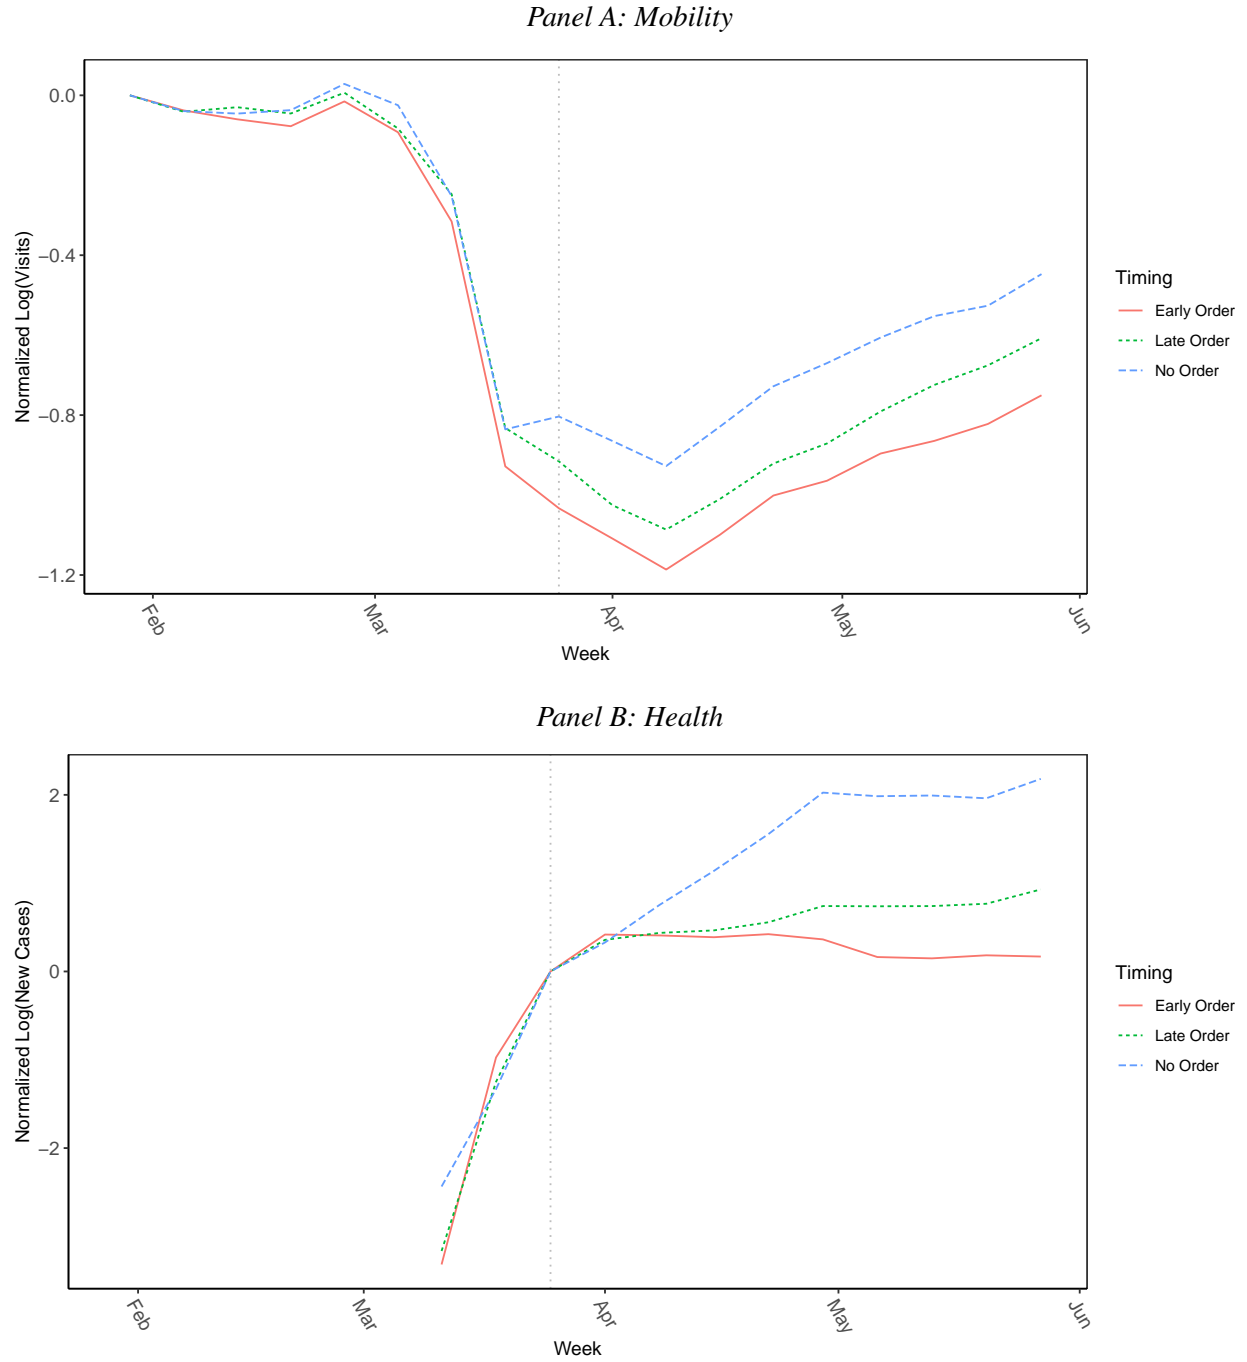 Panel A: Mobility
Normalized Log(Visits)
0.0
−0.4
−0.8
−1.2
Feb
Mar
Apr
May
Jun
Week
Timing
Early Order
Late Order
No Order
Panel B: Health
Normalized Log(New Cases)
2
0
−2
Feb
Mar
Apr
May
Jun
Week
Timing
Early Order
Late Order
No Order